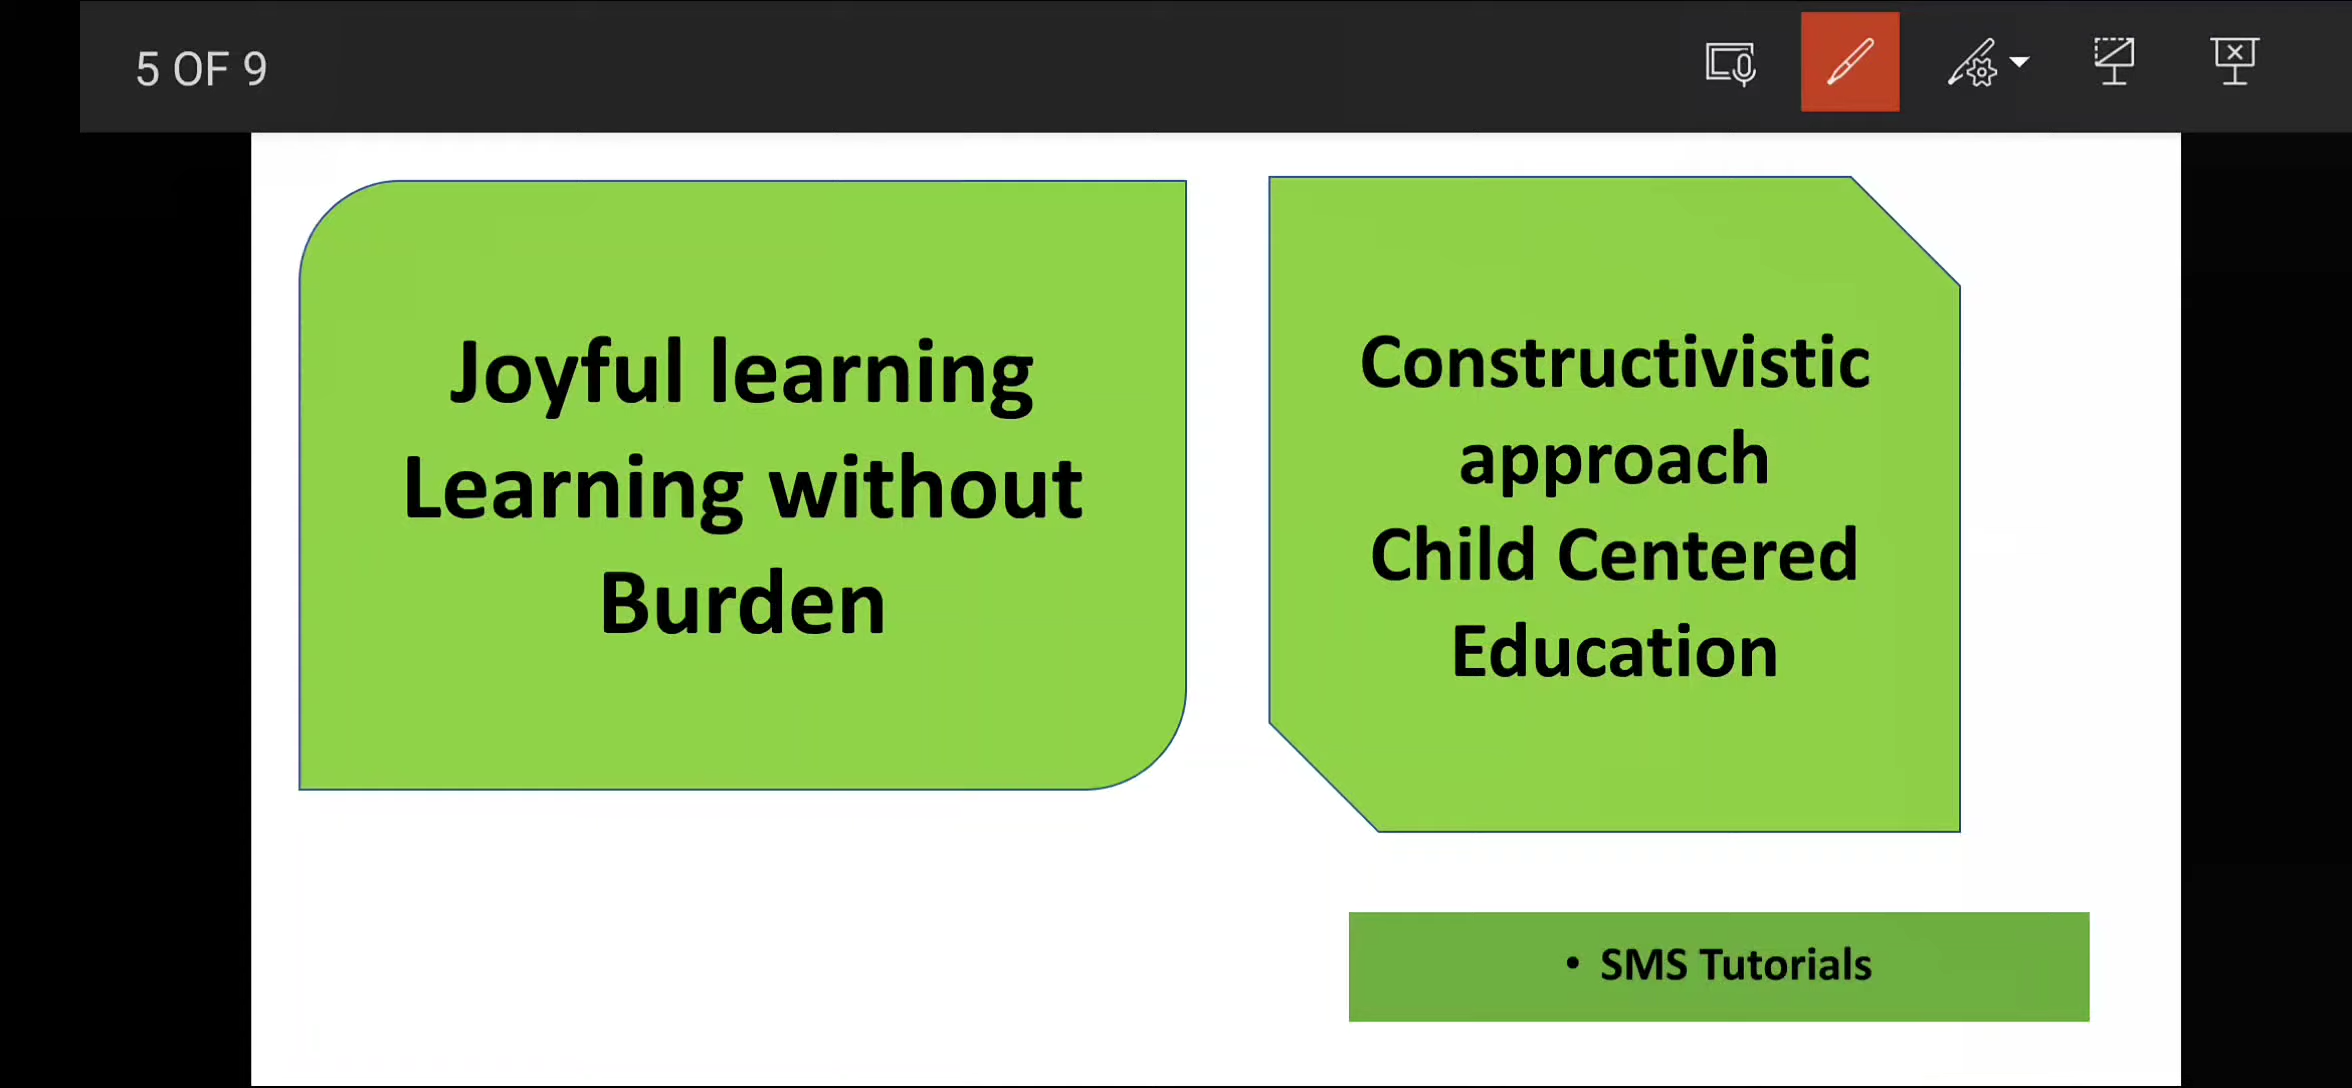 5 OF 9
Joyful learning
Learning without
Burden
Constructivistic
approach
Child Centered
Education
• SMS Tutorials